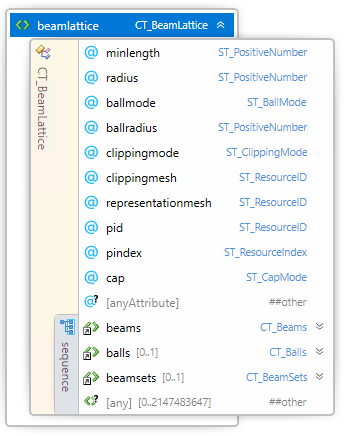 beamlattice CT_BeamLattice
CT_BeamLattice
minlength ST_PositiveNumber
radius ST_PositiveNumber
ballmode ST_BallMode
ballradius ST_PositiveNumber
clippingmode ST_ClippingMode
clippingmesh ST_ResourceID
representationmesh ST_ResourceID
pid ST_ResourceID
pindex ST_ResourceIndex
cap ST_CapMode
[anyAttribute] ##other
sequence
beams CT_Beams
balls [0..1] CT_Balls
beamsets [0..1] CT_BeamSets
[any] [0..2147483647] ##other